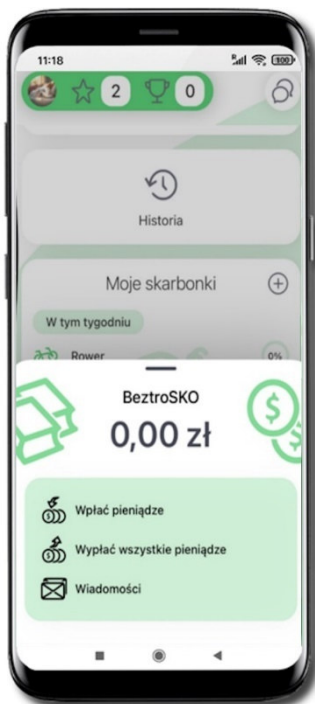 11:18
100
2
0
Historia
Moje skarbonki
W tym tygodniu
Rower
0%
BeztroSKO
0,00 zł
Wpłać pieniądze
Wypłać wszystkie pieniądze
Wiadomości